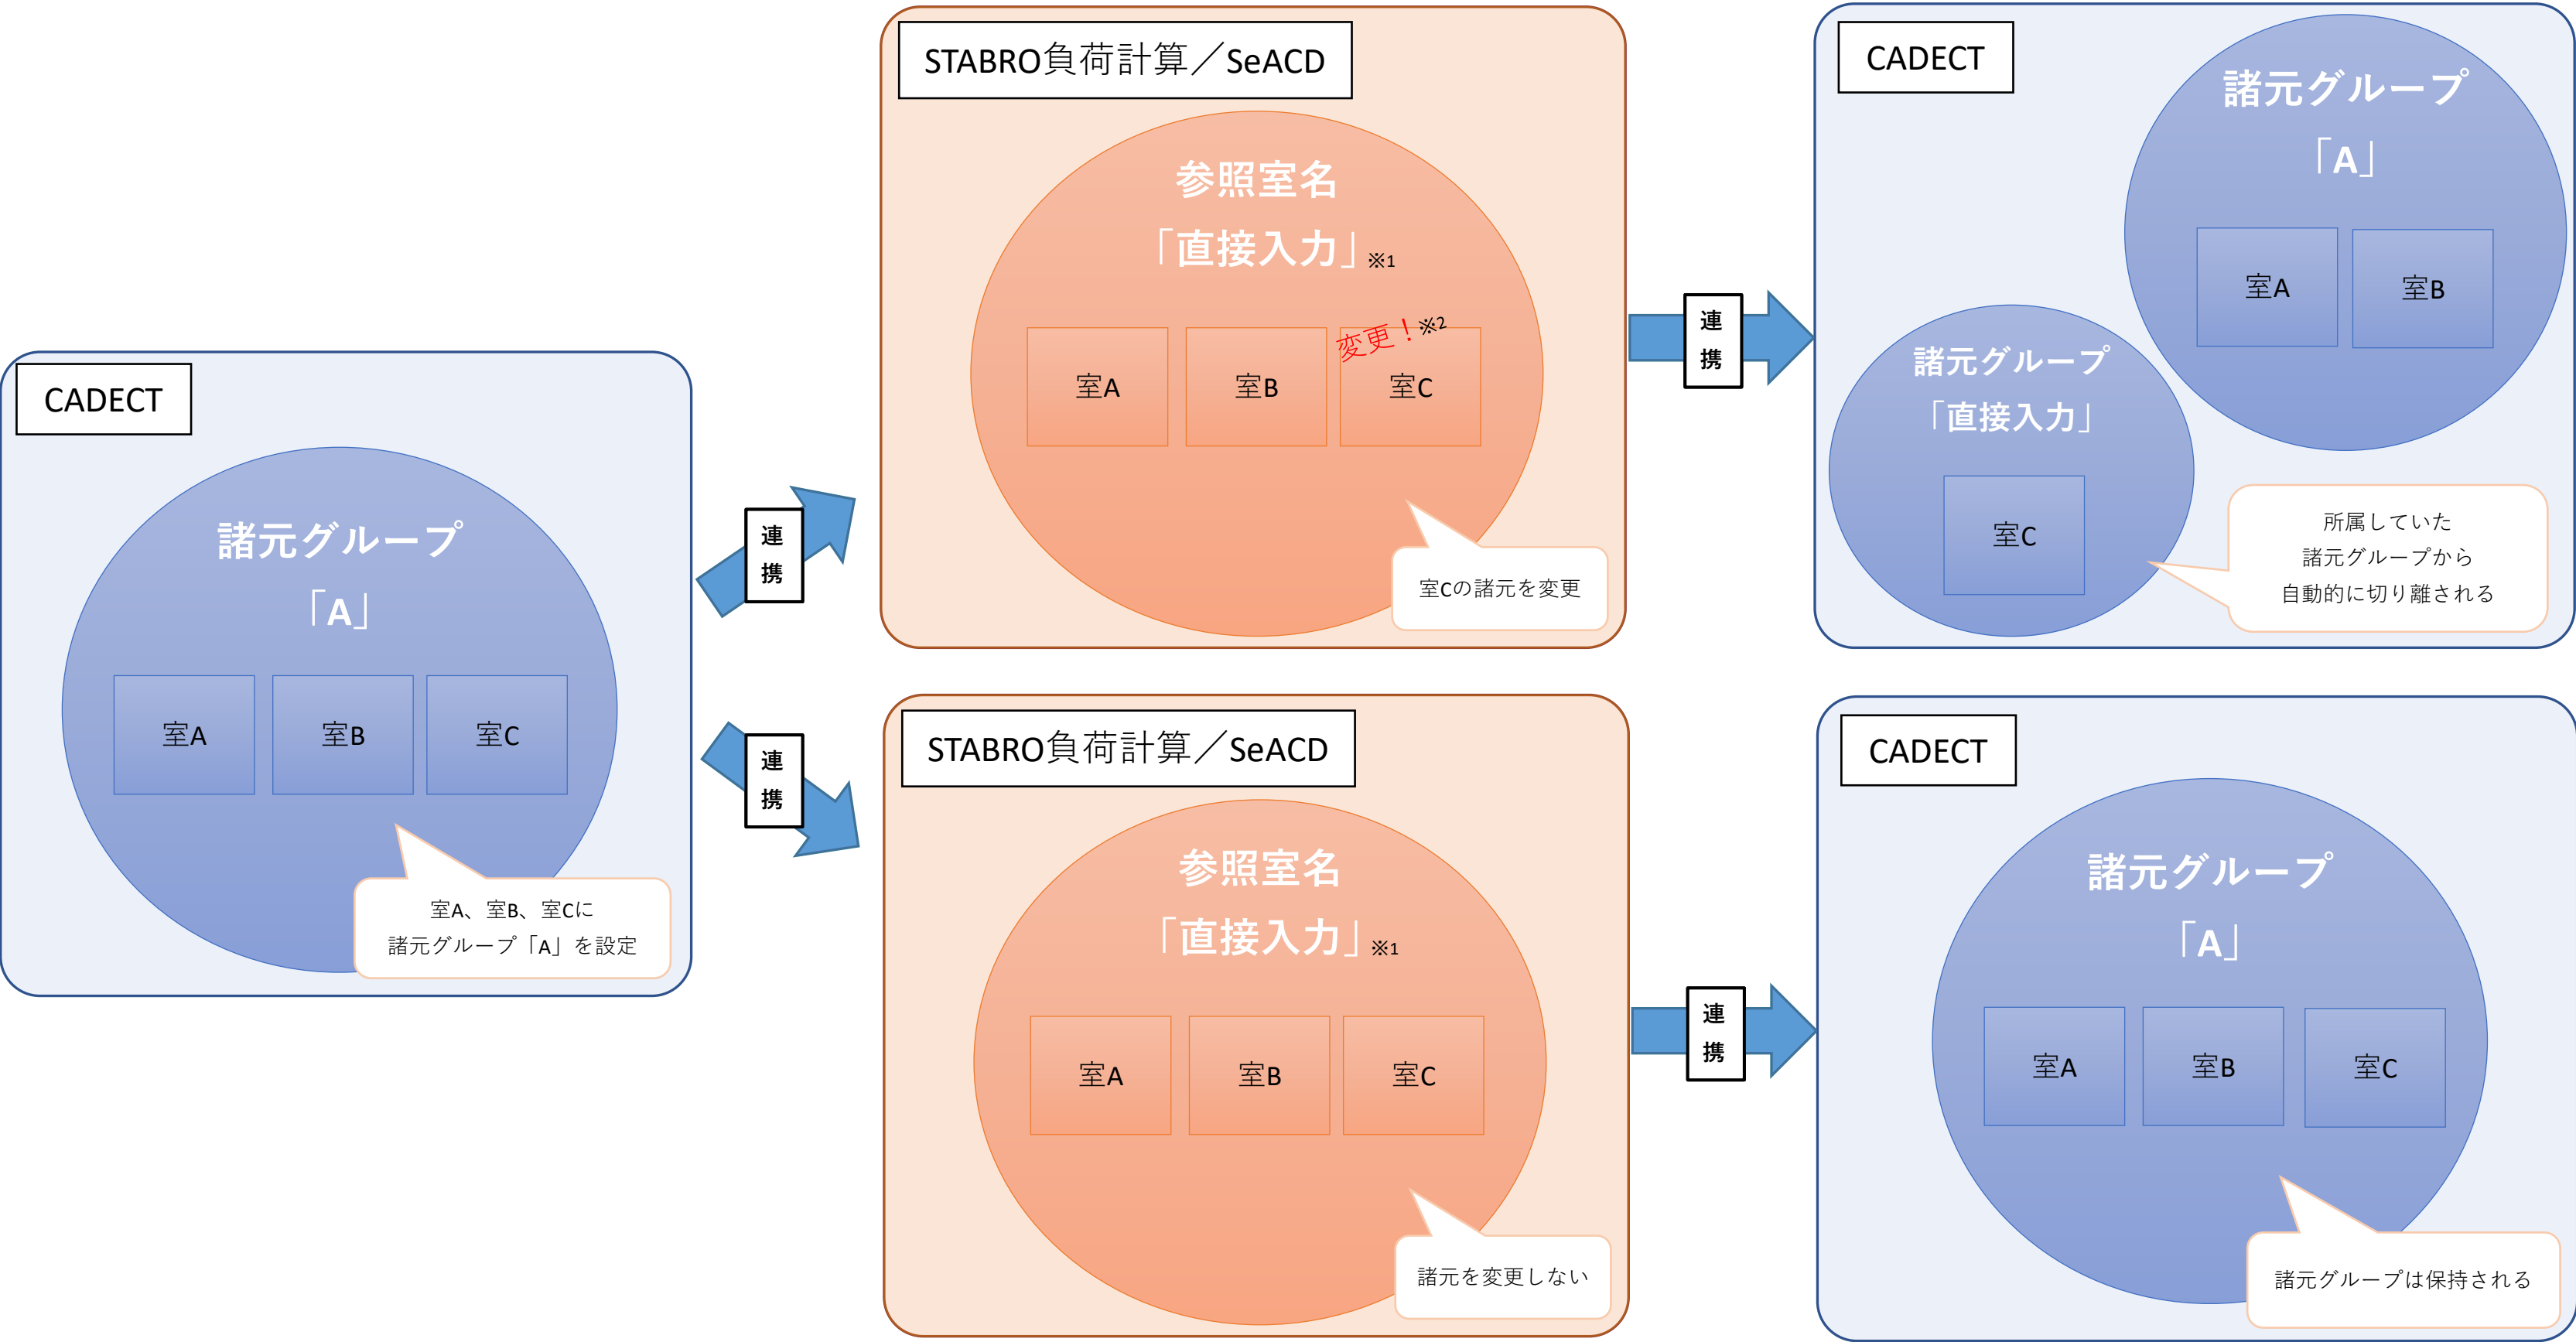 CADECT
諸元グループ
「A」
室A
室B
室C
室A、室B、室Cに
諸元グループ「A」を設定
連
携
連
携
STABRO負荷計算／SeACD
参照室名
「直接入力」※1
変更！※2
室A
室B
室C
室Cの諸元を変更
連
携
CADECT
諸元グループ
「A」
室A
室B
諸元グループ
「直接入力」
室C
所属していた
諸元グループから
自動的に切り離される
STABRO負荷計算／SeACD
参照室名
「直接入力」※1
室A
室B
室C
諸元を変更しない
連
携
CADECT
諸元グループ
「A」
室A
室B
室C
諸元グループは保持される